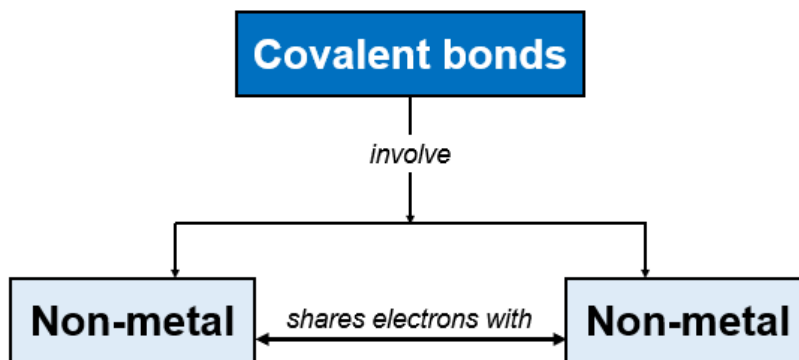 Covalent bonds
involve
Non-metal
shares electrons with
Non-metal